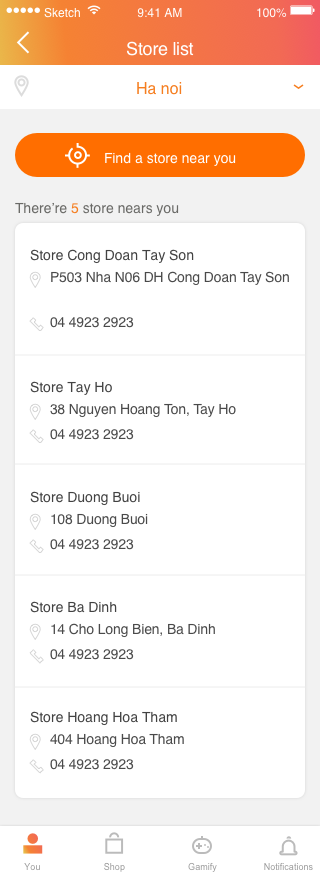 Sketch 9:41 AM 100%
Store list
Ha noi
Find a store near you
There're 5 store nears you
Store Cong Doan Tay Son
P503 Nha N06 DH Cong Doan Tay Son
04 4923 2923
Store Tay Ho
38 Nguyen Hoang Ton, Tay Ho
04 4923 2923
Store Duong Buoi
108 Duong Buoi
04 4923 2923
Store Ba Dinh
14 Cho Long Bien, Ba Dinh
04 4923 2923
Store Hoang Hoa Tham
404 Hoang Hoa Tham
04 4923 2923
You Shop Gamify Notifications